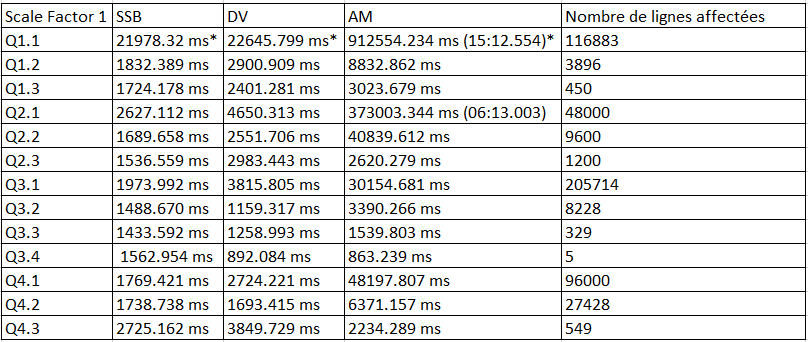 Scale Factor 1 SSB DV AM Nombre de lignes affectées
Q1.1 21978.32 ms* 22645.799 ms* 912554.234 ms (15:12.554)* 116883
Q1.2 1832.389 ms 2900.909 ms 8832.862 ms 3896
Q1.3 1724.178 ms 2401.281 ms 3023.679 ms 450
Q2.1 2627.112 ms 4650.313 ms 373003.344 ms (06:13.003) 48000
Q2.2 1689.658 ms 2551.706 ms 40839.612 ms 9600
Q2.3 1536.559 ms 2983.443 ms 2620.279 ms 1200
Q3.1 1973.992 ms 3815.805 ms 30154.681 ms 205714
Q3.2 1488.670 ms 1159.317 ms 3390.266 ms 8228
Q3.3 1433.592 ms 1258.993 ms 1539.803 ms 329
Q3.4 1562.954 ms 892.084 ms 863.239 ms 5
Q4.1 1769.421 ms 2724.221 ms 48197.807 ms 96000
Q4.2 1738.738 ms 1693.415 ms 6371.157 ms 27428
Q4.3 2725.162 ms 3849.729 ms 2234.289 ms 549